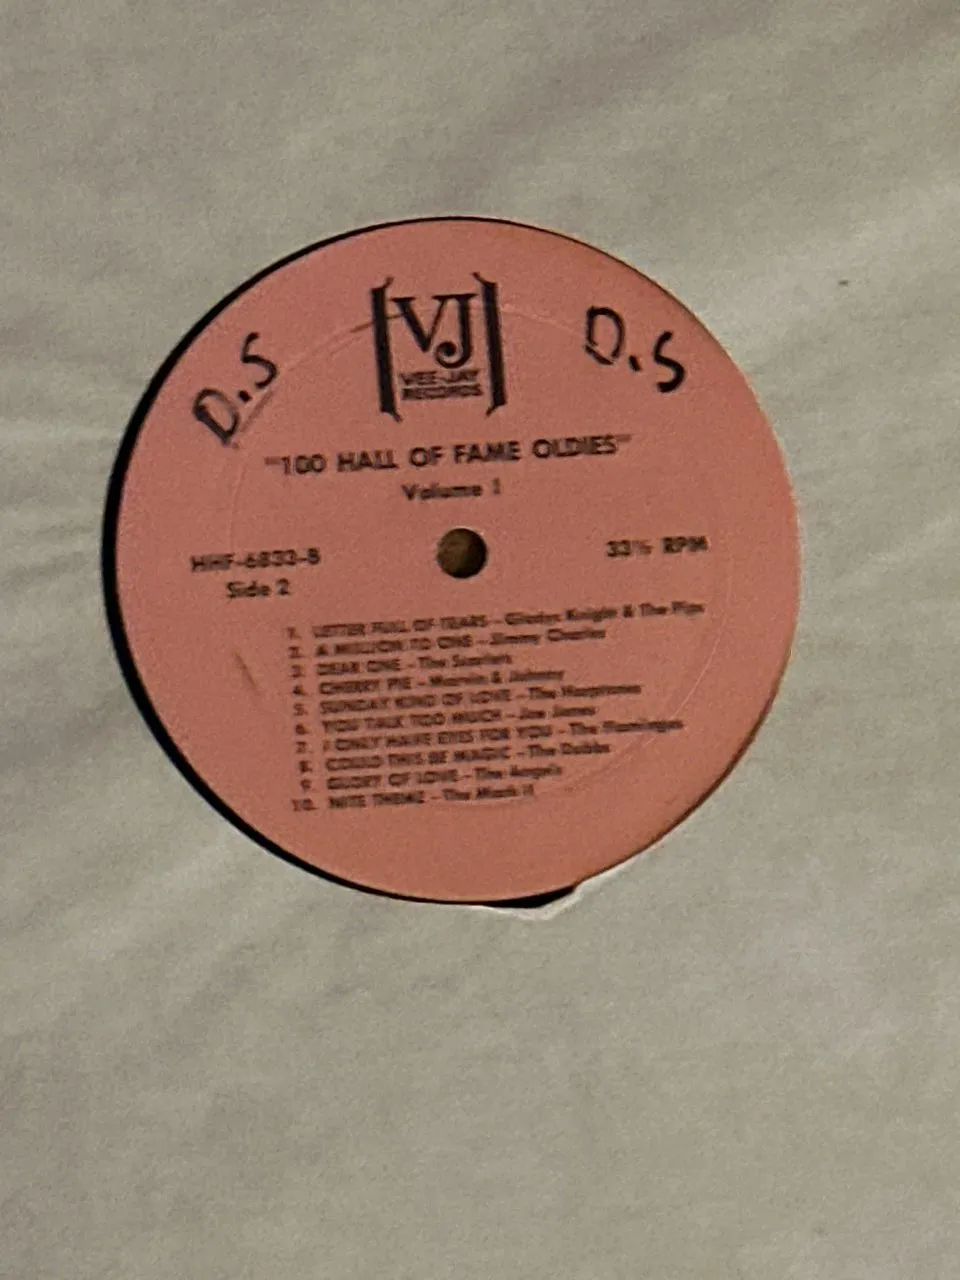 D.S
VJ
VEE-JAY
RECORDS
D.S
"100 HALL OF FAME OLDIES"
Volume 1
HHF-6833-B
33⅓ RPM
Side 2
1. LETTER FULL OF TEARS – Gladys Knight & The Pips
2. A MILLION TO ONE – Jimmy Charles
3. DEAR ONE – The Scarlets
4. CHERRY PIE – Marvin & Johnny
5. SUNDAY KIND OF LOVE – The Harptones
6. YOU TALK TOO MUCH – Joe Jones
7. I ONLY HAVE EYES FOR YOU – The Flamingos
8. COULD THIS BE MAGIC – The Dubbs
9. GLORY OF LOVE – The Angels
10. NITE THEME – The Mark II